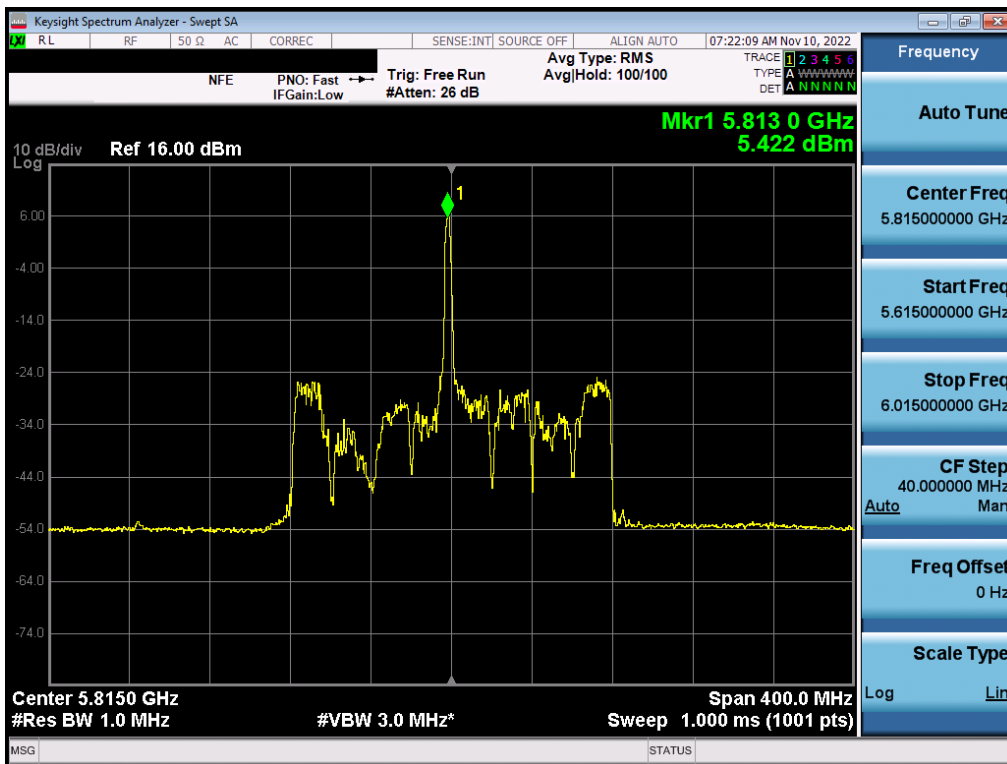 Keysight Spectrum Analyzer - Swept SA
LXI RL RF 50 Ω AC CORREC SENSE:INT SOURCE OFF ALIGN AUTO 07:22:09 AM Nov 10, 2022
NFE PNO: Fast Trig: Free Run Avg Type: RMS TRACE 1 2 3 4 5 6
IFGain:Low #Atten: 26 dB Avg|Hold: 100/100 TYPE A WWWWW
DET A N N N N N
Mkr1 5.813 0 GHz
5.422 dBm
10 dB/div Ref 16.00 dBm
Log
1
6.00
-4.00
-14.0
-24.0
-34.0
-44.0
-54.0
-64.0
-74.0
Center 5.8150 GHz Span 400.0 MHz
#Res BW 1.0 MHz #VBW 3.0 MHz* Sweep 1.000 ms (1001 pts)
MSG STATUS
Frequency
Auto Tune
Center Freq
5.815000000 GHz
Start Freq
5.615000000 GHz
Stop Freq
6.015000000 GHz
CF Step
40.000000 MHz
Auto Man
Freq Offset
0 Hz
Scale Type
Log Lin